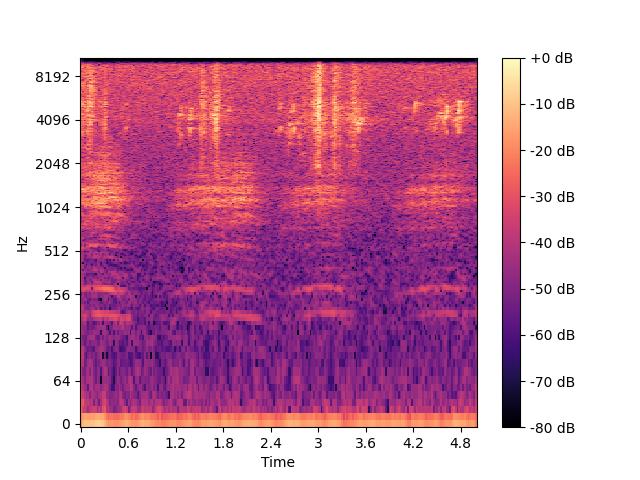 8192
4096
2048
1024
512
256
128
64
0
Hz
0 0.6 1.2 1.8 2.4 3 3.6 4.2 4.8
Time
+0 dB
-10 dB
-20 dB
-30 dB
-40 dB
-50 dB
-60 dB
-70 dB
-80 dB